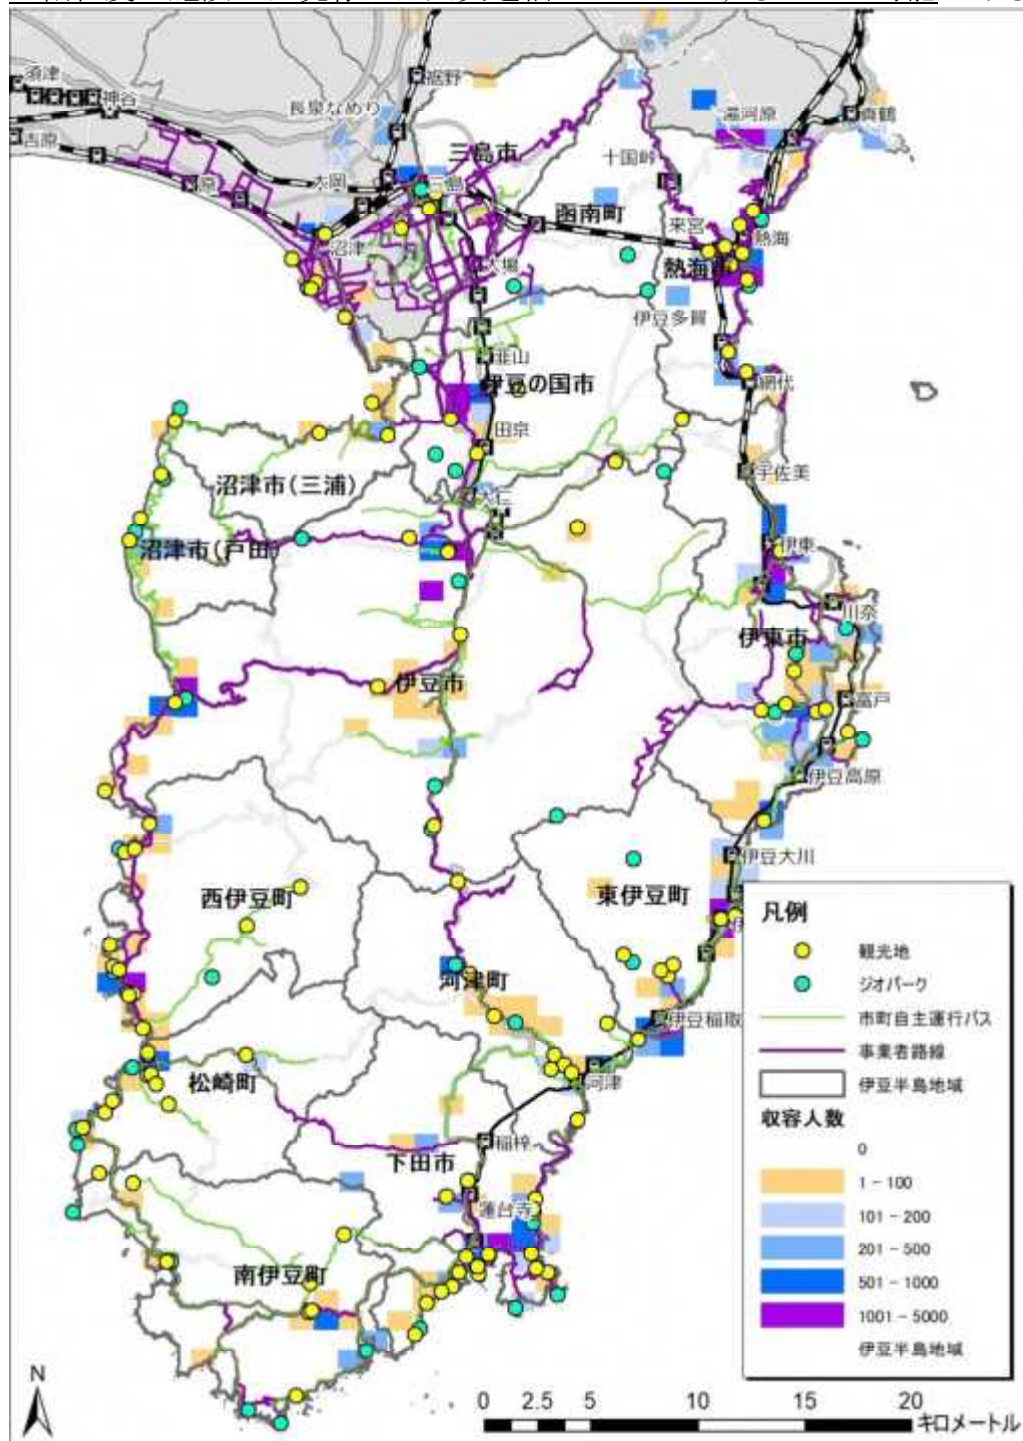 裾野
須津
神谷
長泉なめり
湯河原
真鶴
吉原
三島市
十国峠
原
大岡
三島
函南町
来宮
熱海
沼津
大場
熱海市
伊豆多賀
韮山
伊豆の国市
網代
田京
宇佐美
沼津市(三浦)
大仁
沼津市(戸田)
伊東
川奈
伊東市
伊豆市
富戸
伊豆高原
伊豆大川
西伊豆町
東伊豆町
河津町
伊豆稲取
松崎町
河津
稲梓
下田市
蓮台寺
南伊豆町
凡例
観光地
ジオパーク
市町自主運行バス
事業者路線
伊豆半島地域
収容人数
0
1 - 100
101 - 200
201 - 500
501 - 1000
1001 - 5000
伊豆半島地域
N
0 2.5 5 10 15 20
キロメートル